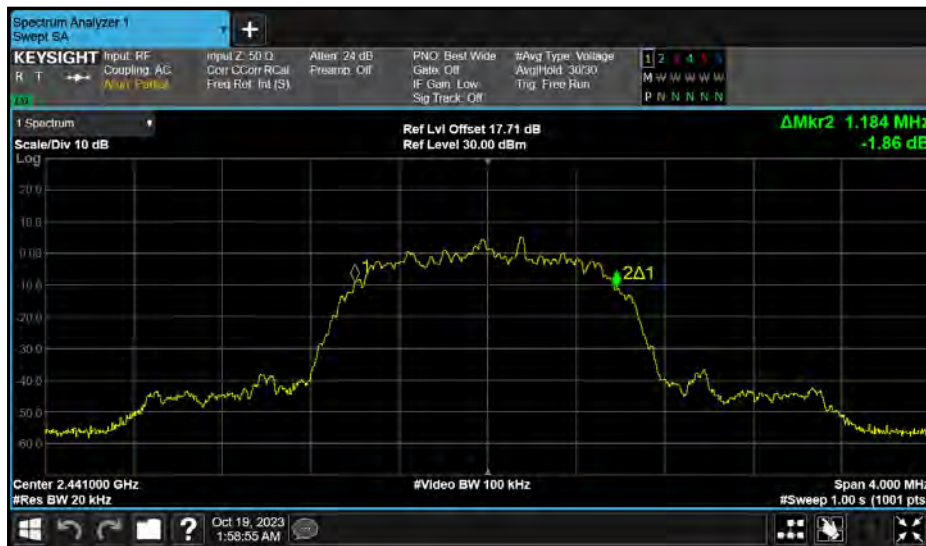 Spectrum Analyzer 1
Swept SA
+
KEYSIGHT
R T
Input: RF
Coupling: AC
Align: Partial
Input Z: 50 Ω
Corr CCorr RCal
Freq Ref: Int (S)
Atten: 24 dB
Preamp: Off
PNO: Best Wide
Gate: Off
IF Gain: Low
Sig Track: Off
#Avg Type: Voltage
Avg|Hold: 30/30
Trig: Free Run
1 2 3 4 5 6
M W W W W W
P N N N N N
1 Spectrum
Scale/Div 10 dB
Log
Ref Lvl Offset 17.71 dB
Ref Level 30.00 dBm
ΔMkr2 1.184 MHz
-1.86 dB
20.0
10.0
0.00
-10.0
-20.0
-30.0
-40.0
-50.0
-60.0
1
2Δ1
Center 2.441000 GHz
#Res BW 20 kHz
#Video BW 100 kHz
Span 4.000 MHz
#Sweep 1.00 s (1001 pts
?
Oct 19, 2023
1:58:55 AM